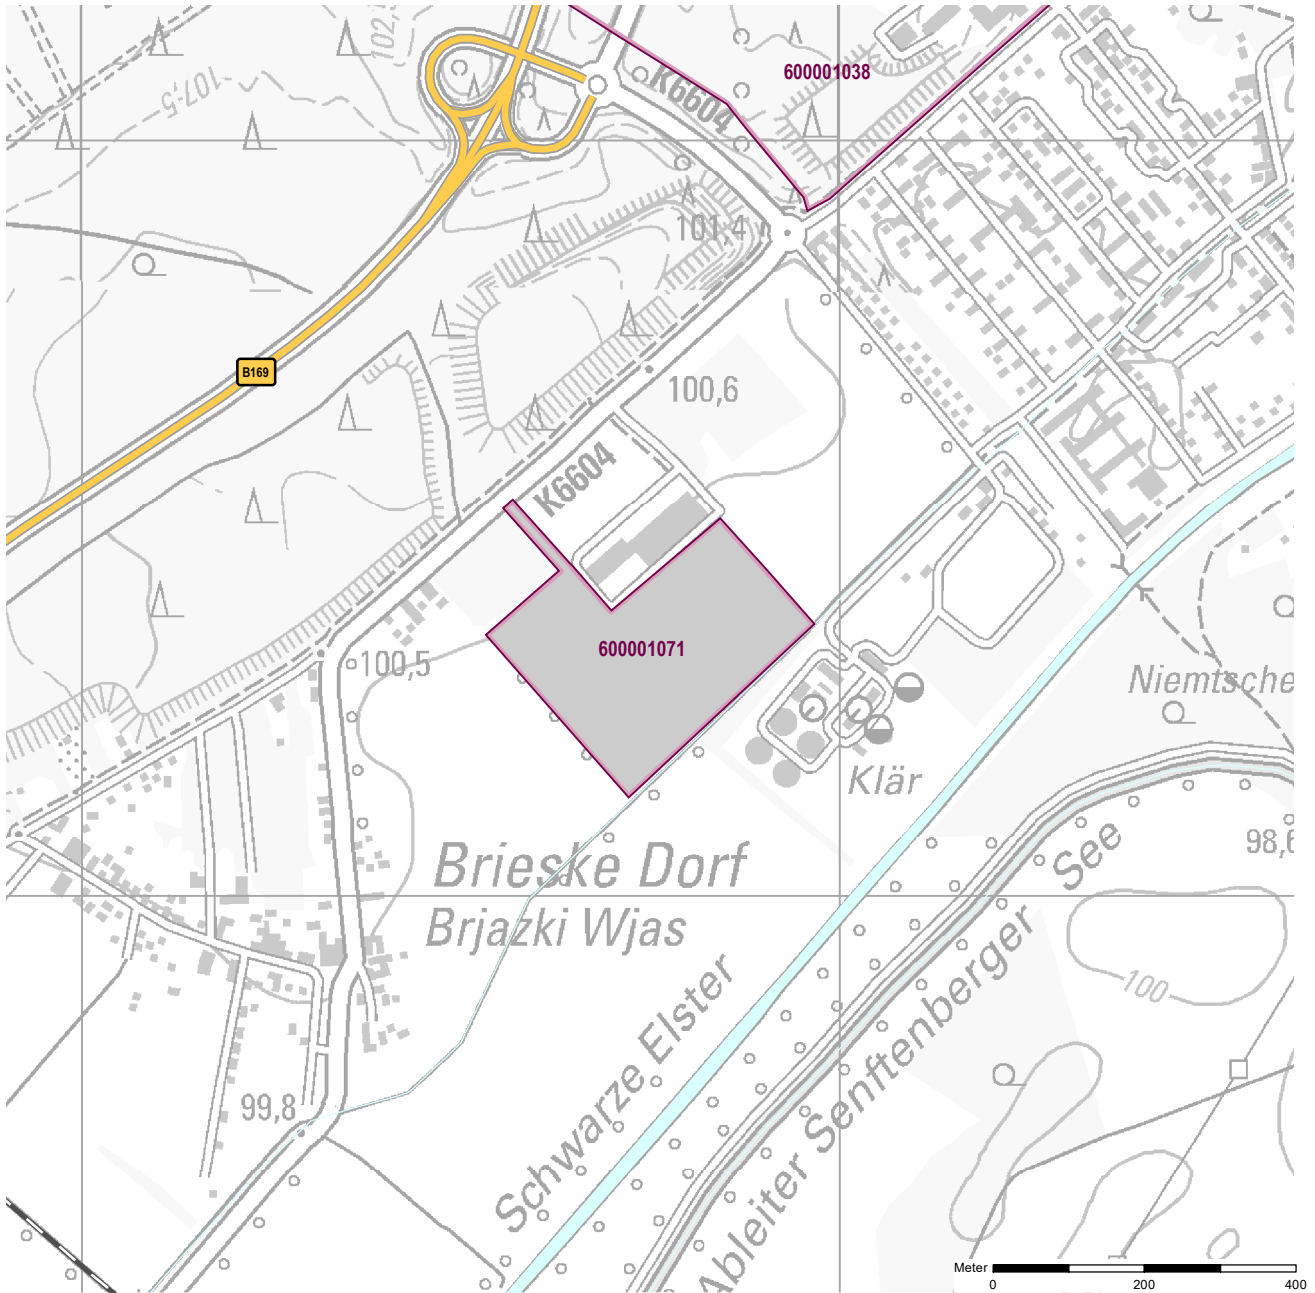 102,
107,5
K6604
600001038
101,4
B169
100,6
K6604
600001071
100,5
Niemtsche
Klär
Brieske Dorf
Brjazki Wjas
See
98,6
Schwarze Elster
Ableiter Senftenberger
100
99,8
Meter
0
200
400